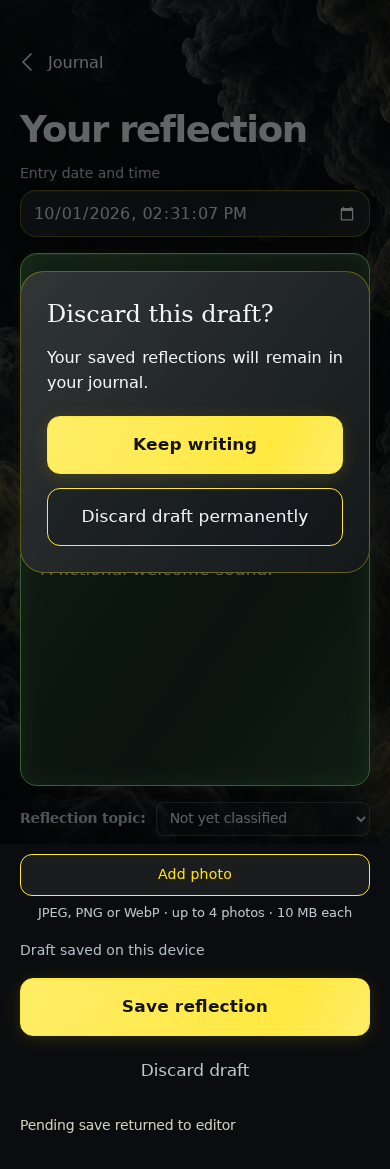 Journal
Your reflection
Entry date and time
10/01/2026, 02:31:07 PM
Discard this draft?
Your saved reflections will remain in
your journal.
Keep writing
Discard draft permanently
A fictional welcome sound.
Reflection topic: Not yet classified
Add photo
JPEG, PNG or WebP · up to 4 photos · 10 MB each
Draft saved on this device
Save reflection
Discard draft
Pending save returned to editor